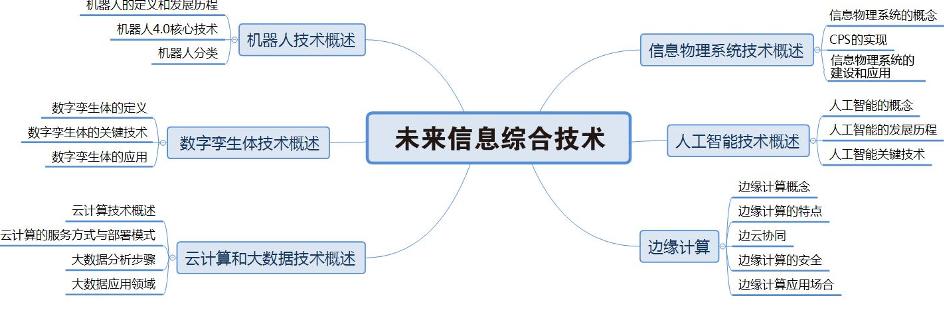 未来信息综合技术
信息物理系统技术概述
信息物理系统的概念
CPS的实现
信息物理系统的
建设和应用
人工智能技术概述
人工智能的概念
人工智能的发展历程
人工智能关键技术
边缘计算
边缘计算概念
边缘计算的特点
边云协同
边缘计算的安全
边缘计算应用场合
机器人技术概述
机器人的定义和发展历程
机器人4.0核心技术
机器人分类
数字孪生体技术概述
数字孪生体的定义
数字孪生体的关键技术
数字孪生体的应用
云计算和大数据技术概述
云计算技术概述
云计算的服务方式与部署模式
大数据分析步骤
大数据应用领域